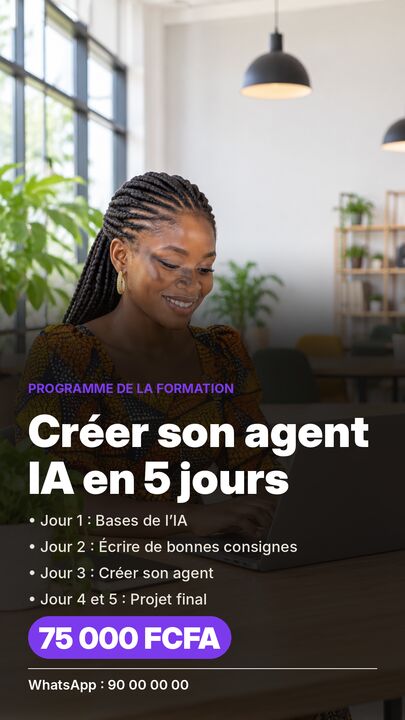 PROGRAMME DE LA FORMATION
Créer son agent
IA en 5 jours
• Jour 1 : Bases de l’IA
• Jour 2 : Écrire de bonnes consignes
• Jour 3 : Créer son agent
• Jour 4 et 5 : Projet final
75 000 FCFA
WhatsApp : 90 00 00 00